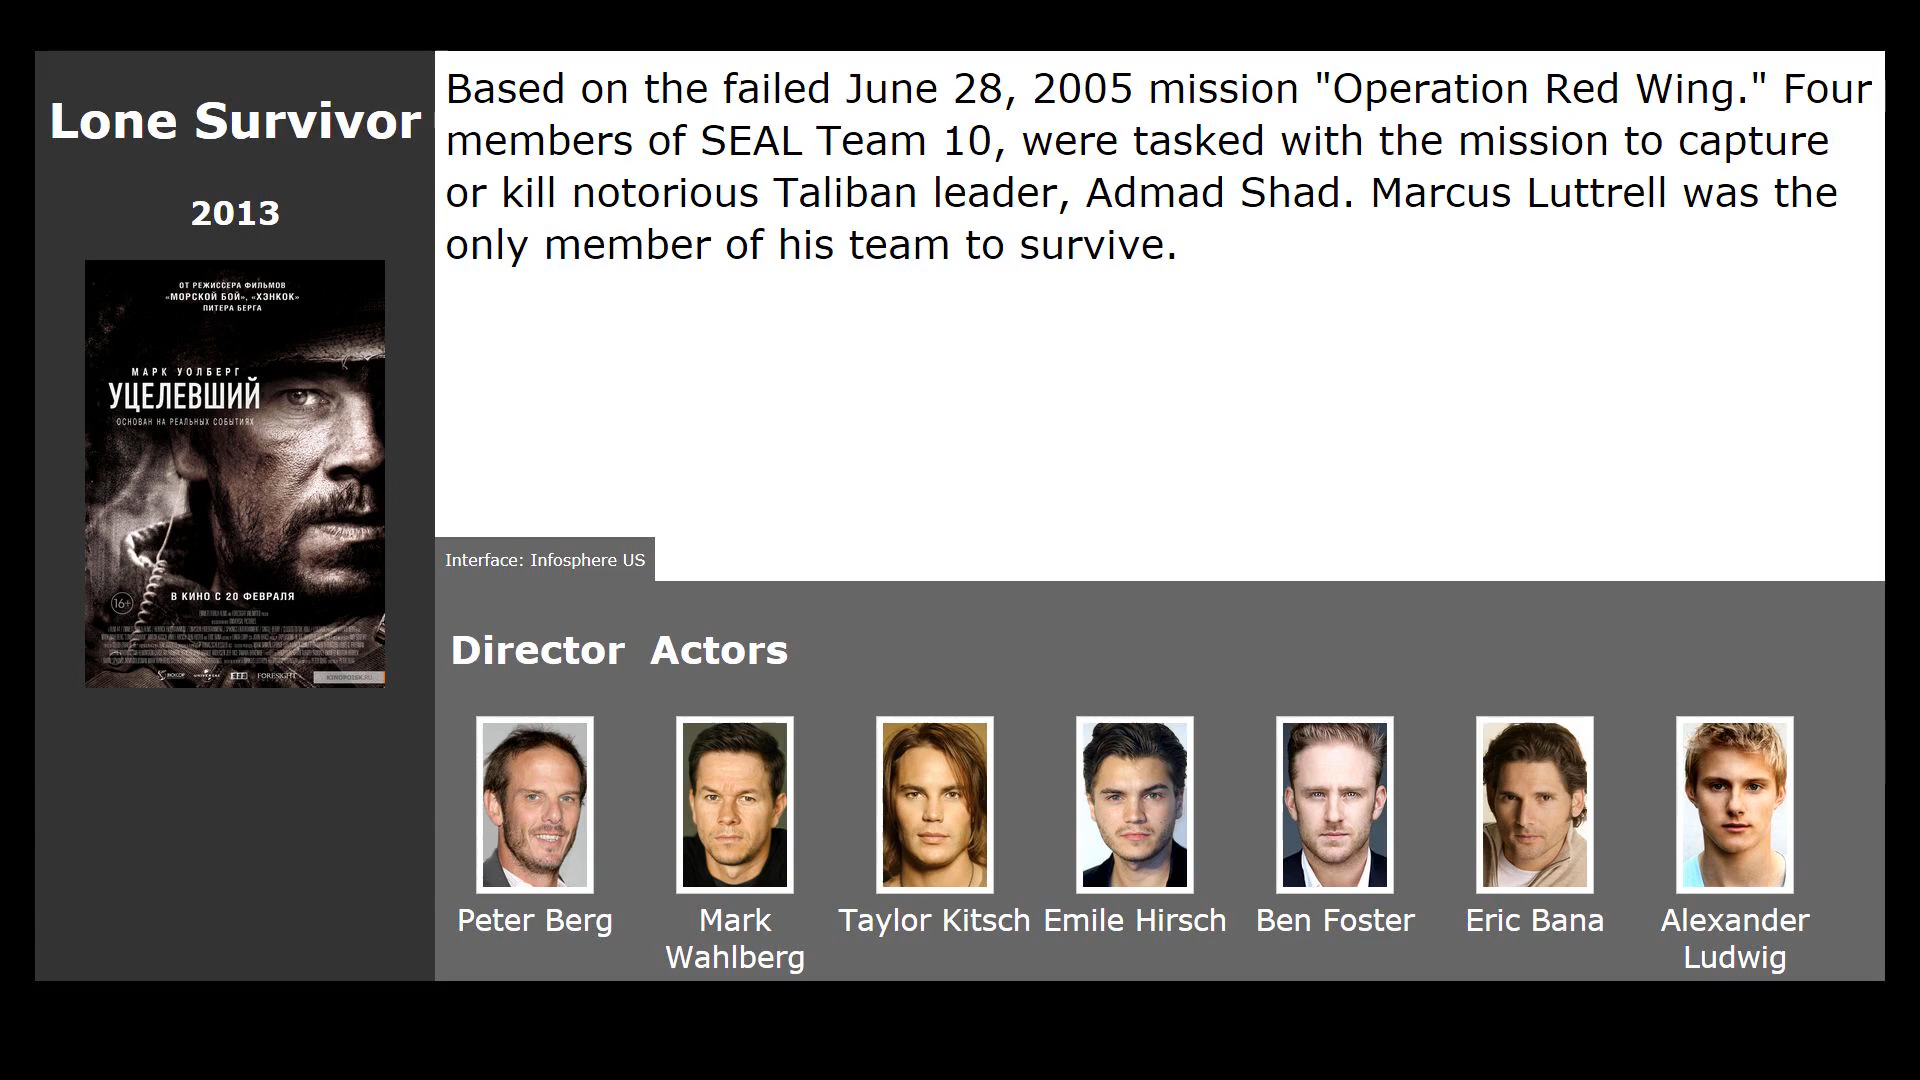 Lone Survivor
2013
ОТ РЕЖИССЕРА ФИЛЬМОВ
«МОРСКОЙ БОЙ», «ХЭНКОК»
ПИТЕРА БЕРГА
МАРК УОЛБЕРГ
УЦЕЛЕВШИЙ
ОСНОВАН НА РЕАЛЬНЫХ СОБЫТИЯХ
16+
В КИНО С 20 ФЕВРАЛЯ
UNIVERSAL
FORESIGHT
KINOPOISK.RU
Based on the failed June 28, 2005 mission "Operation Red Wing." Four
members of SEAL Team 10, were tasked with the mission to capture
or kill notorious Taliban leader, Admad Shad. Marcus Luttrell was the
only member of his team to survive.
Interface: Infosphere US
Director Actors
Peter Berg
Mark
Wahlberg
Taylor Kitsch
Emile Hirsch
Ben Foster
Eric Bana
Alexander
Ludwig